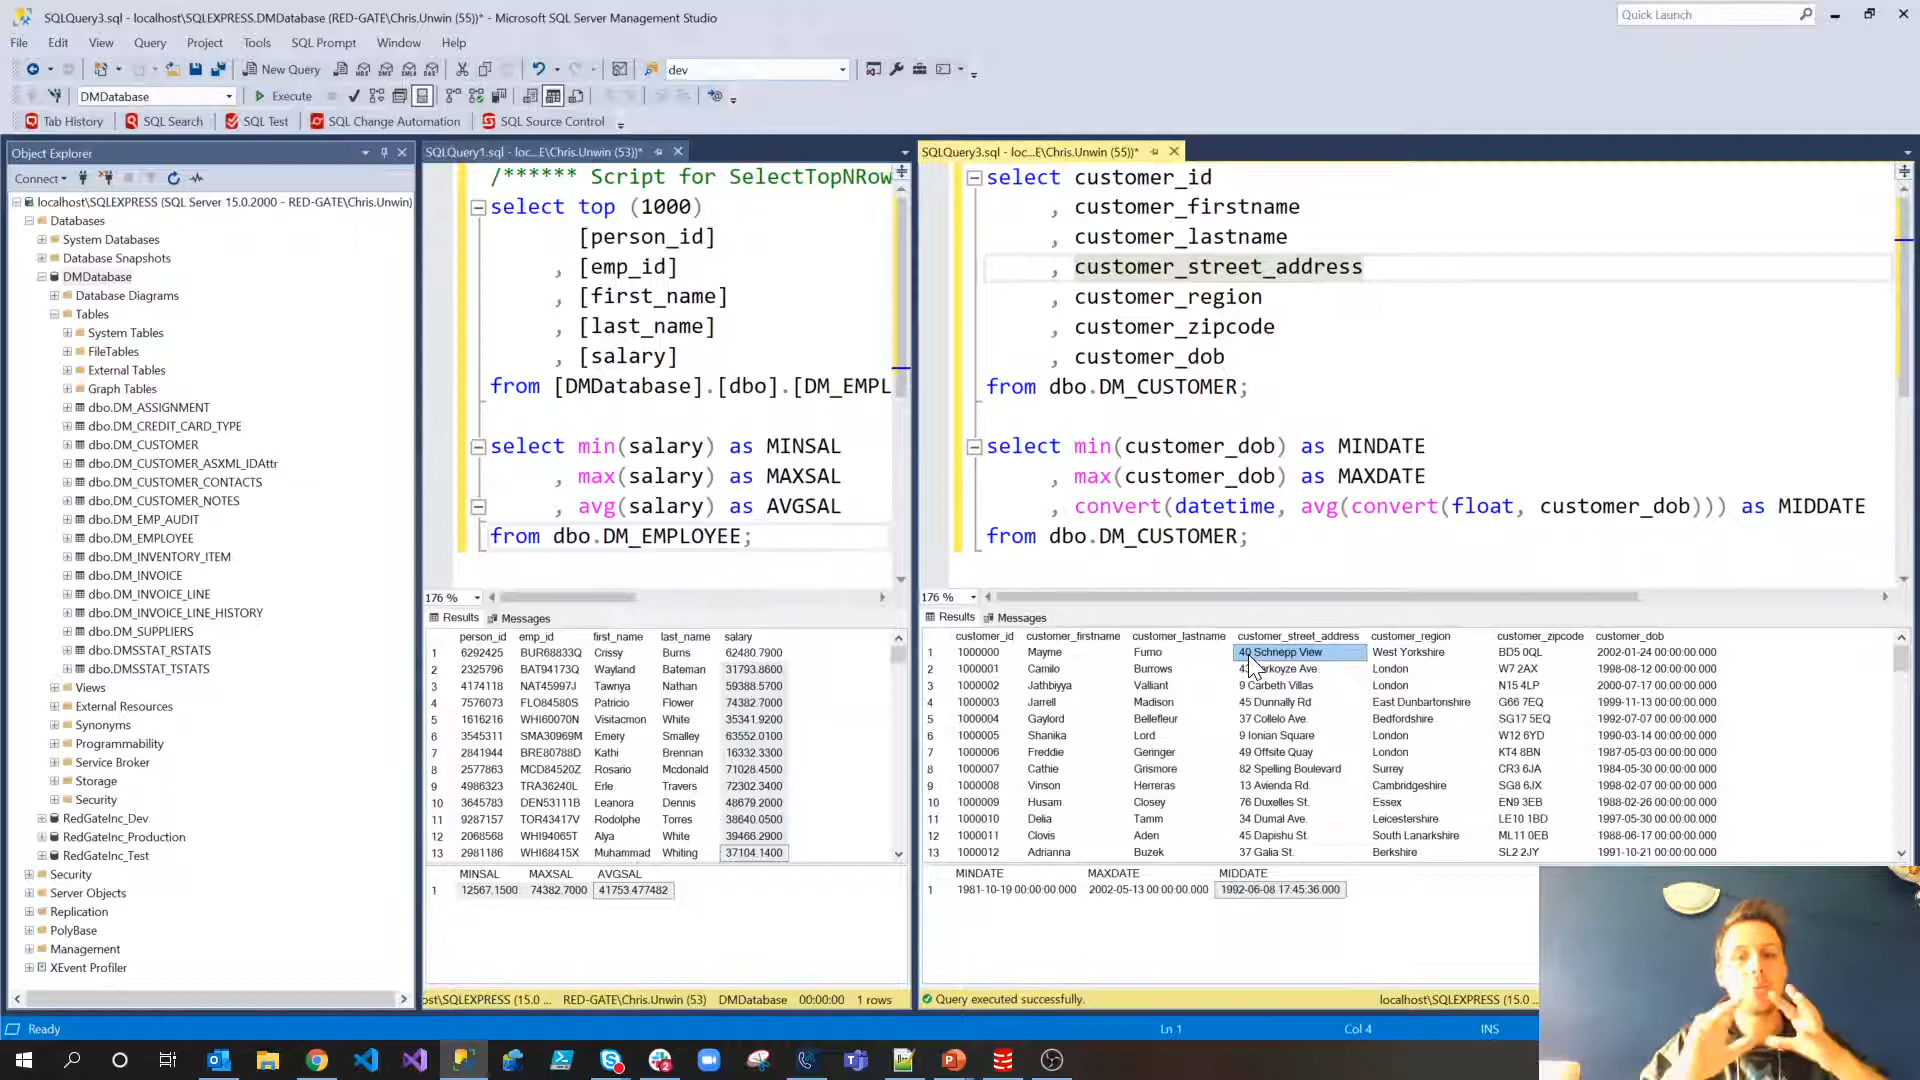 SQLQuery3.sql - localhost\SQLEXPRESS.DMDatabase (RED-GATE\Chris.Unwin (55))* - Microsoft SQL Server Management Studio
Quick Launch
File Edit View Query Project Tools SQL Prompt Window Help
New Query
dev
DMDatabase
Execute
Tab History SQL Search SQL Test SQL Change Automation SQL Source Control
Object Explorer
Connect
localhost\SQLEXPRESS (SQL Server 15.0.2000 - RED-GATE\Chris.Unwin)
Databases
System Databases
Database Snapshots
DMDatabase
Database Diagrams
Tables
System Tables
FileTables
External Tables
Graph Tables
dbo.DM_ASSIGNMENT
dbo.DM_CREDIT_CARD_TYPE
dbo.DM_CUSTOMER
dbo.DM_CUSTOMER_ASXML_IDAttr
dbo.DM_CUSTOMER_CONTACTS
dbo.DM_CUSTOMER_NOTES
dbo.DM_EMP_AUDIT
dbo.DM_EMPLOYEE
dbo.DM_INVENTORY_ITEM
dbo.DM_INVOICE
dbo.DM_INVOICE_LINE
dbo.DM_INVOICE_LINE_HISTORY
dbo.DM_SUPPLIERS
dbo.DMSSTAT_RSTATS
dbo.DMSSTAT_TSTATS
Views
External Resources
Synonyms
Programmability
Service Broker
Storage
Security
RedGateInc_Dev
RedGateInc_Production
RedGateInc_Test
Security
Server Objects
Replication
PolyBase
Management
XEvent Profiler
SQLQuery1.sql - loc...E\Chris.Unwin (53))*
/****** Script for SelectTopNRow
select top (1000)
[person_id]
, [emp_id]
, [first_name]
, [last_name]
, [salary]
from [DMDatabase].[dbo].[DM_EMPL
select min(salary) as MINSAL
, max(salary) as MAXSAL
, avg(salary) as AVGSAL
from dbo.DM_EMPLOYEE;
176 %
Results Messages
person_id emp_id first_name last_name salary
1 6292425 BUR68833Q Crissy Burns 62480.7900
2 2325796 BAT94173Q Wayland Bateman 31793.8600
3 4174118 NAT45997J Tawnya Nathan 59388.5700
4 7576073 FLO84580S Patricio Flower 74382.7000
5 1616216 WHI60070N Visitacmon White 35341.9200
6 3545311 SMA30969M Emery Smalley 63552.0100
7 2841944 BRE80788D Kathi Brennan 16332.3300
8 2577863 MCD84520Z Rosario Mcdonald 71028.4500
9 4986323 TRA36240L Erle Travers 72302.3400
10 3645783 DEN53111B Leanora Dennis 48679.2000
11 9287157 TOR43417V Rodolphe Torres 38640.0500
12 2068568 WHI94065T Alya White 39466.2900
13 2981186 WHI68415X Muhammad Whiting 37104.1400
MINSAL MAXSAL AVGSAL
1 12567.1500 74382.7000 41753.477482
ost\SQLEXPRESS (15.0 ... RED-GATE\Chris.Unwin (53) DMDatabase 00:00:00 1 rows
SQLQuery3.sql - loc...E\Chris.Unwin (55))*
select customer_id
, customer_firstname
, customer_lastname
, customer_street_address
, customer_region
, customer_zipcode
, customer_dob
from dbo.DM_CUSTOMER;
select min(customer_dob) as MINDATE
, max(customer_dob) as MAXDATE
, convert(datetime, avg(convert(float, customer_dob))) as MIDDATE
from dbo.DM_CUSTOMER;
176 %
Results Messages
customer_id customer_firstname customer_lastname customer_street_address customer_region customer_zipcode customer_dob
1 1000000 Mayme Furno 40 Schnepp View West Yorkshire BD5 0QL 2002-01-24 00:00:00.000
2 1000001 Camilo Burrows Ave London W7 2AX 1998-08-12 00:00:00.000
3 1000002 Jathbiyya Valliant 9 Carbeth Villas London N15 4LP 2000-07-17 00:00:00.000
4 1000003 Jarrell Madison 45 Dunnally Rd East Dunbartonshire G66 7EQ 1999-11-13 00:00:00.000
5 1000004 Gaylord Bellefleur 37 Collelo Ave. Bedfordshire SG17 5EQ 1992-07-07 00:00:00.000
6 1000005 Shanika Lord 9 Ionian Square London W12 6YD 1990-03-14 00:00:00.000
7 1000006 Freddie Geringer 49 Offsite Quay London KT4 8BN 1987-05-03 00:00:00.000
8 1000007 Cathie Grismore 82 Spelling Boulevard Surrey CR3 6JA 1984-05-30 00:00:00.000
9 1000008 Vinson Herreras 13 Avienda Rd. Cambridgeshire SG8 6JX 1998-02-07 00:00:00.000
10 1000009 Husam Closey 76 Duxelles St. Essex EN9 3EB 1988-02-26 00:00:00.000
11 1000010 Delia Tamm 34 Dumal Ave. Leicestershire LE10 1BD 1997-05-30 00:00:00.000
12 1000011 Clovis Aden 45 Dapishu St. South Lanarkshire ML11 0EB 1988-06-17 00:00:00.000
13 1000012 Adrianna Buzek 37 Galia St. Berkshire SL2 2JY 1991-10-21 00:00:00.000
MINDATE MAXDATE MIDDATE
1 1981-10-19 00:00:00.000 2002-05-13 00:00:00.000 1992-06-08 17:45:36.000
Query executed successfully. localhost\SQLEXPRESS (15.0 ...
Ready Ln 1 Col 4 INS